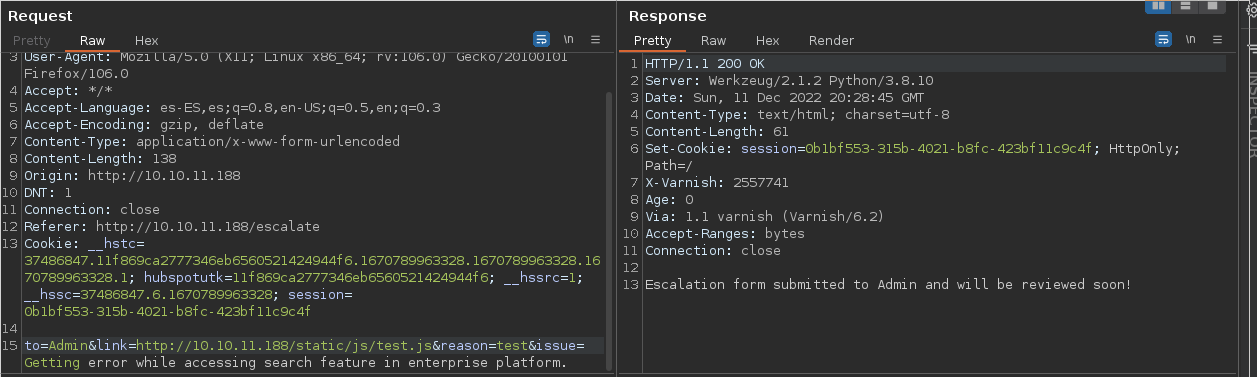 Request
Pretty Raw Hex \n
3 User-Agent: Mozilla/5.0 (X11; Linux x86_64; rv:106.0) Gecko/20100101
Firefox/106.0
4 Accept: */*
5 Accept-Language: es-ES,es;q=0.8,en-US;q=0.5,en;q=0.3
6 Accept-Encoding: gzip, deflate
7 Content-Type: application/x-www-form-urlencoded
8 Content-Length: 138
9 Origin: http://10.10.11.188
10 DNT: 1
11 Connection: close
12 Referer: http://10.10.11.188/escalate
13 Cookie: __hstc=
37486847.11f869ca2777346eb6560521424944f6.1670789963328.1670789963328.16
70789963328.1; hubspotutk=11f869ca2777346eb6560521424944f6; __hssrc=1;
__hssc=37486847.6.1670789963328; session=
0b1bf553-315b-4021-b8fc-423bf11c9c4f
14
15 to=Admin&link=http://10.10.11.188/static/js/test.js&reason=test&issue=
Getting error while accessing search feature in enterprise platform.
Response
Pretty Raw Hex Render \n
1 HTTP/1.1 200 OK
2 Server: Werkzeug/2.1.2 Python/3.8.10
3 Date: Sun, 11 Dec 2022 20:28:45 GMT
4 Content-Type: text/html; charset=utf-8
5 Content-Length: 61
6 Set-Cookie: session=0b1bf553-315b-4021-b8fc-423bf11c9c4f; HttpOnly;
Path=/
7 X-Varnish: 2557741
8 Age: 0
9 Via: 1.1 varnish (Varnish/6.2)
10 Accept-Ranges: bytes
11 Connection: close
12
13 Escalation form submitted to Admin and will be reviewed soon!
INSPECTOR